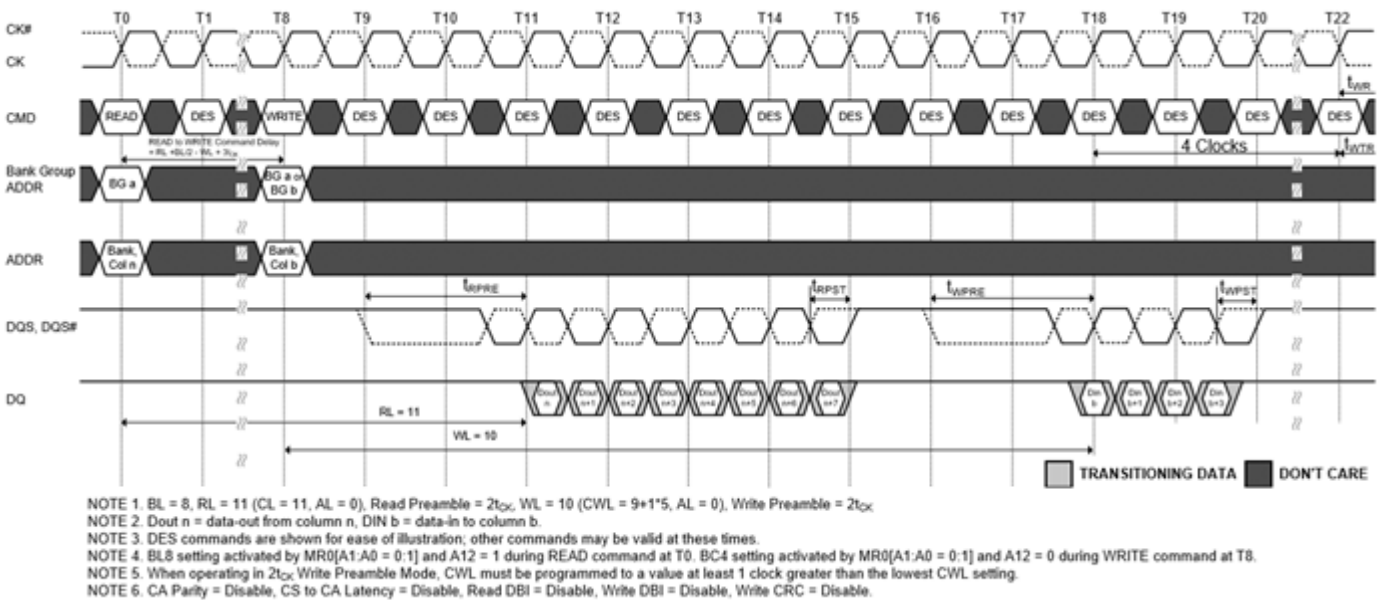 T0 T1 T8 T9 T10 T11 T12 T13 T14 T15 T16 T17 T18 T19 T20 T22
CK#
CK
tWR
CMD READ DES WRITE DES DES DES DES DES DES DES DES DES DES DES DES DES
READ to WRITE Command Delay
= RL +BL/2 - WL + 3tCK
4 Clocks tWTR
Bank Group
ADDR
BG a
BG a or
BG b
ADDR
Bank,
Col n
Bank,
Col b
tRPRE tRPST tWPRE tWPST
DQS, DQS#
DQ
Dout n Dout n+1 Dout n+2 Dout n+3 Dout n+4 Dout n+5 Dout n+6 Dout n+7 Din b Din b+1 Din b+2 Din b+3
RL = 11
WL = 10
TRANSITIONING DATA DON'T CARE
NOTE 1. BL = 8, RL = 11 (CL = 11, AL = 0), Read Preamble = 2tCK, WL = 10 (CWL = 9+1*5, AL = 0), Write Preamble = 2tCK
NOTE 2. Dout n = data-out from column n, DIN b = data-in to column b.
NOTE 3. DES commands are shown for ease of illustration; other commands may be valid at these times.
NOTE 4. BL8 setting activated by MR0[A1:A0 = 0:1] and A12 = 1 during READ command at T0. BC4 setting activated by MR0[A1:A0 = 0:1] and A12 = 0 during WRITE command at T8.
NOTE 5. When operating in 2tCK Write Preamble Mode, CWL must be programmed to a value at least 1 clock greater than the lowest CWL setting.
NOTE 6. CA Parity = Disable, CS to CA Latency = Disable, Read DBI = Disable, Write DBI = Disable, Write CRC = Disable.